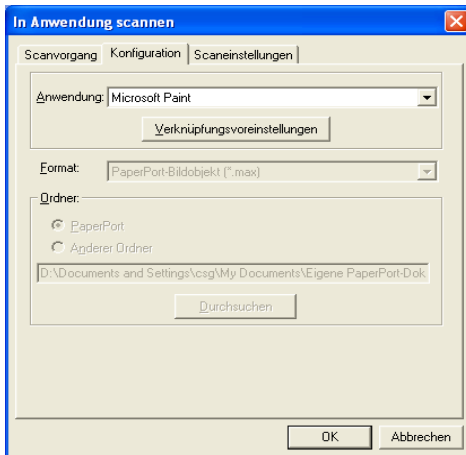 In Anwendung scannen
Scanvorgang Konfiguration Scaneinstellungen
Anwendung: Microsoft Paint
Verknüpfungsvoreinstellungen
Format: PaperPort-Bildobjekt (*.max)
Ordner:
PaperPort
Anderer Ordner
D:\Documents and Settings\csg\My Documents\Eigene PaperPort-Dok
Durchsuchen
OK Abbrechen